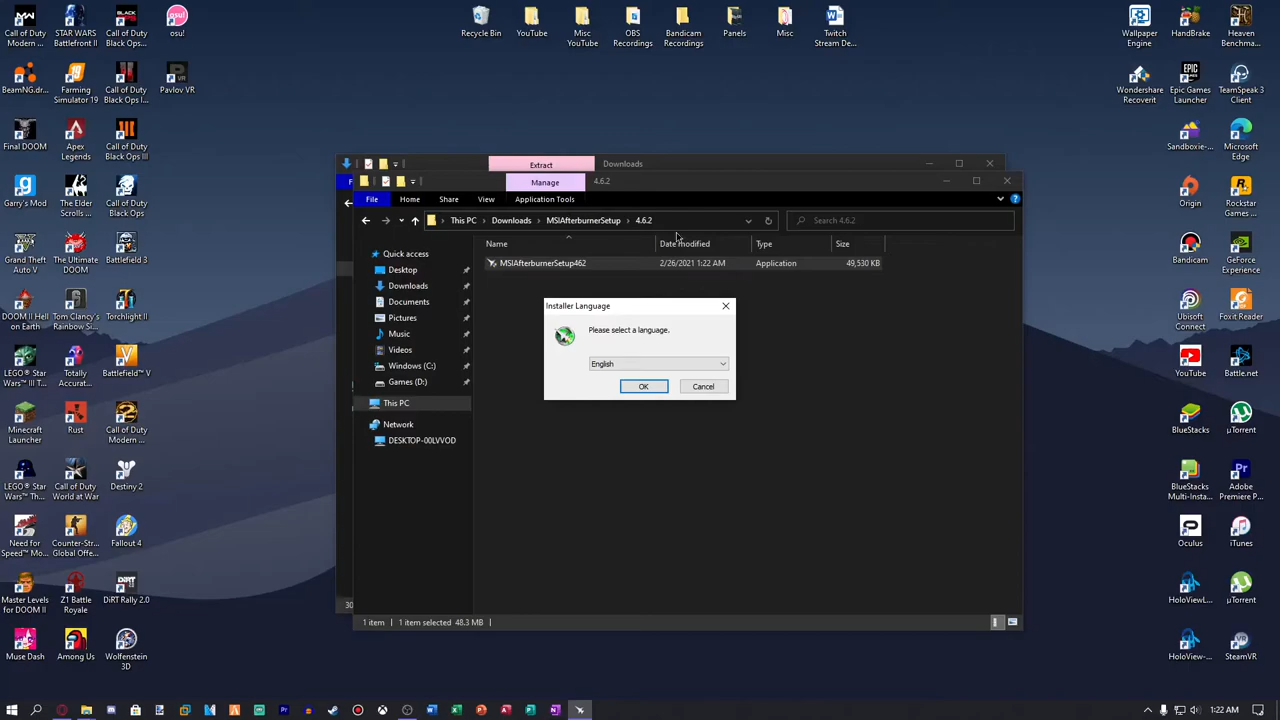 Call of Duty Modern ...
STAR WARS Battlefront II
Call of Duty Black Ops...
osu!
Recycle Bin
YouTube
Misc YouTube
OBS Recordings
Bandicam Recordings
Panels
Misc
Twitch Stream De...
Wallpaper Engine
HandBrake
Heaven Benchma...
BeamNG.dr...
Farming Simulator 19
Call of Duty Black Ops I...
Pavlov VR
Wondershare Recoverit
Epic Games Launcher
TeamSpeak 3 Client
Final DOOM
Apex Legends
Call of Duty Black Ops III
Sandboxie-...
Microsoft Edge
Garry's Mod
The Elder Scrolls ...
Battlefield 3
Origin
Rockstar Games ...
Grand Theft Auto V
The Ultimate DOOM
Bandicam
GeForce Experience
DOOM II Hell on Earth
Tom Clancy's Rainbow Si...
Torchlight II
Ubisoft Connect
Foxit Reader
LEGO® Star Wars™ III T...
Totally Accurat...
Battlefield™ V
YouTube
Battle.net
Minecraft Launcher
Rust
Call of Duty Modern ...
BlueStacks
µTorrent
LEGO® Star Wars™ Th...
Call of Duty World at War
Destiny 2
BlueStacks Multi-Insta...
Adobe Premiere P...
Need for Speed™ Mo...
Counter-Str... Global Offe...
Fallout 4
Oculus
iTunes
Master Levels for DOOM II
Z1 Battle Royale
DiRT Rally 2.0
HoloViewL...
µTorrent
Muse Dash
Among Us
Wolfenstein 3D
HoloView-...
SteamVR
Extract
Downloads
Manage
4.6.2
File
Home
Share
View
Application Tools
This PC > Downloads > MSIAfterburnerSetup > 4.6.2
Search 4.6.2
Name
Date modified
Type
Size
MSIAfterburnerSetup462
2/26/2021 1:22 AM
Application
49,530 KB
Quick access
Desktop
Downloads
Documents
Pictures
Music
Videos
Windows (C:)
Games (D:)
This PC
Network
DESKTOP-00LVVOD
Installer Language
Please select a language.
English
OK
Cancel
30
1 item
1 item selected 48.3 MB
1:22 AM